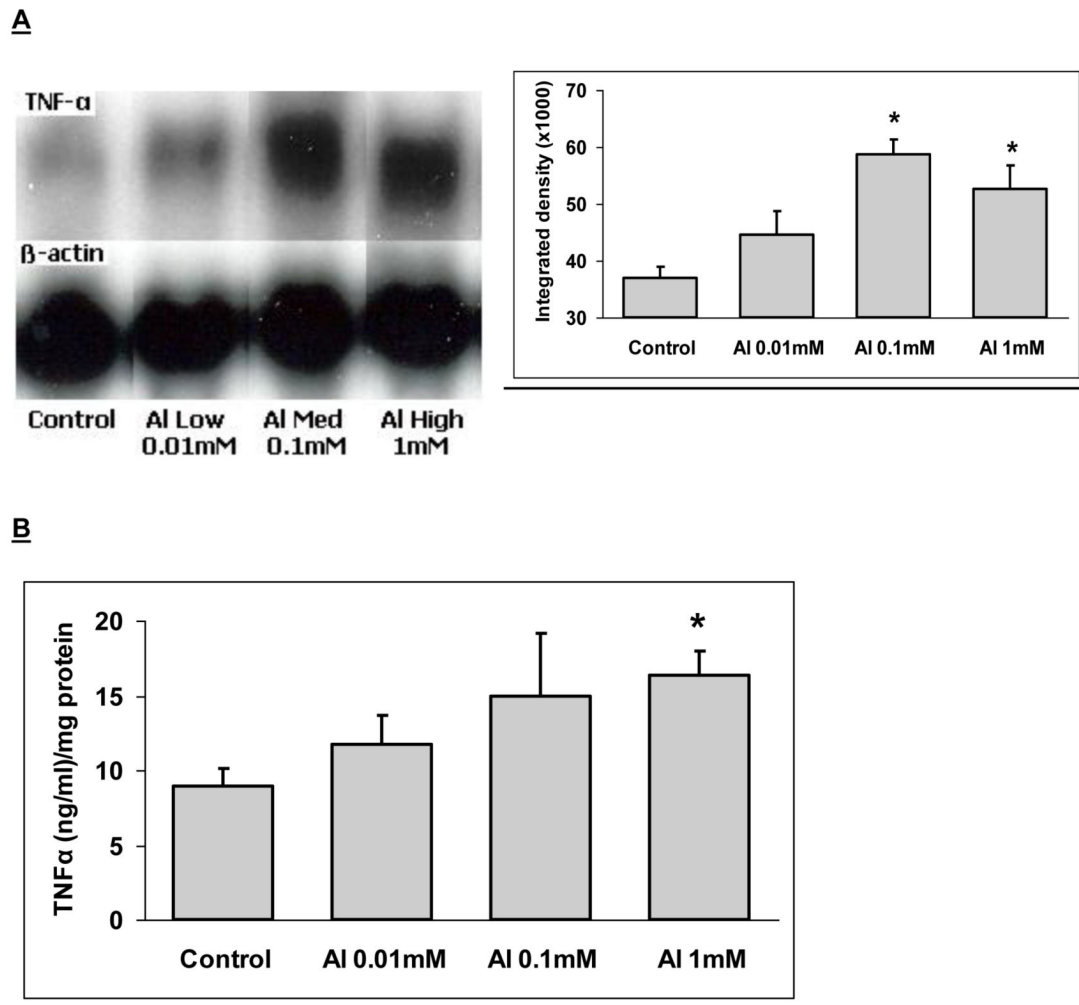 A
TNF-α
β-actin
Control
Al Low
0.01mM
Al Med
0.1mM
Al High
1mM
Integrated density (x1000)
70
60
50
40
30
*
*
Control
Al 0.01mM
Al 0.1mM
Al 1mM
B
TNFα (ng/ml)/mg protein
20
15
10
5
0
*
Control
Al 0.01mM
Al 0.1mM
Al 1mM